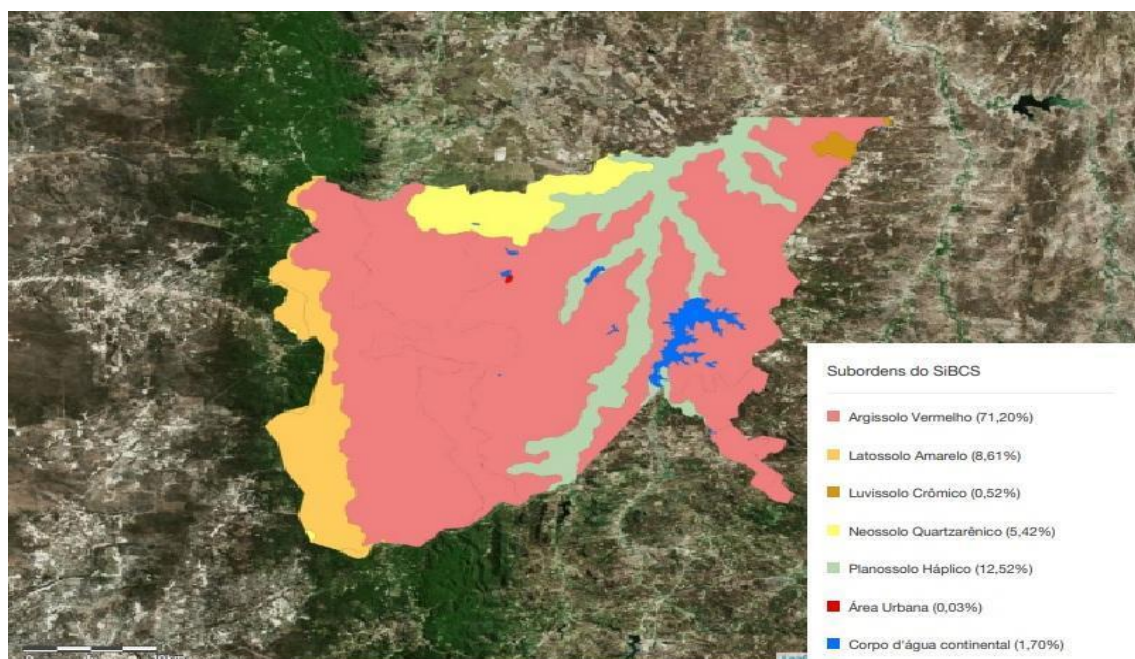 Subordens do SiBCS
Argissolo Vermelho (71,20%)
Latossolo Amarelo (8,61%)
Luvissolo Crômico (0,52%)
Neossolo Quartzarênico (5,42%)
Planossolo Háplico (12,52%)
Área Urbana (0,03%)
Corpo d'água continental (1,70%)